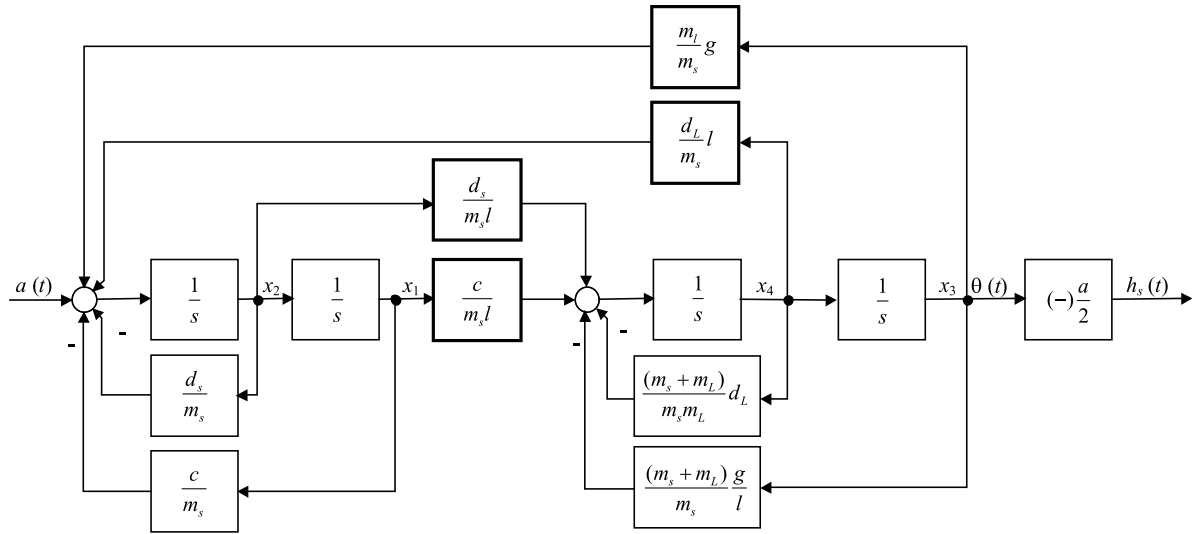 m_l/m_s g
d_L/m_s l
d_s/(m_s l)
a (t)
1/s
x_2
1/s
x_1
c/(m_s l)
1/s
x_4
1/s
x_3
θ (t)
(-) a/2
h_s (t)
-
-
-
-
d_s/m_s
(m_s + m_L)/(m_s m_L) d_L
c/m_s
(m_s + m_L)/m_s g/l